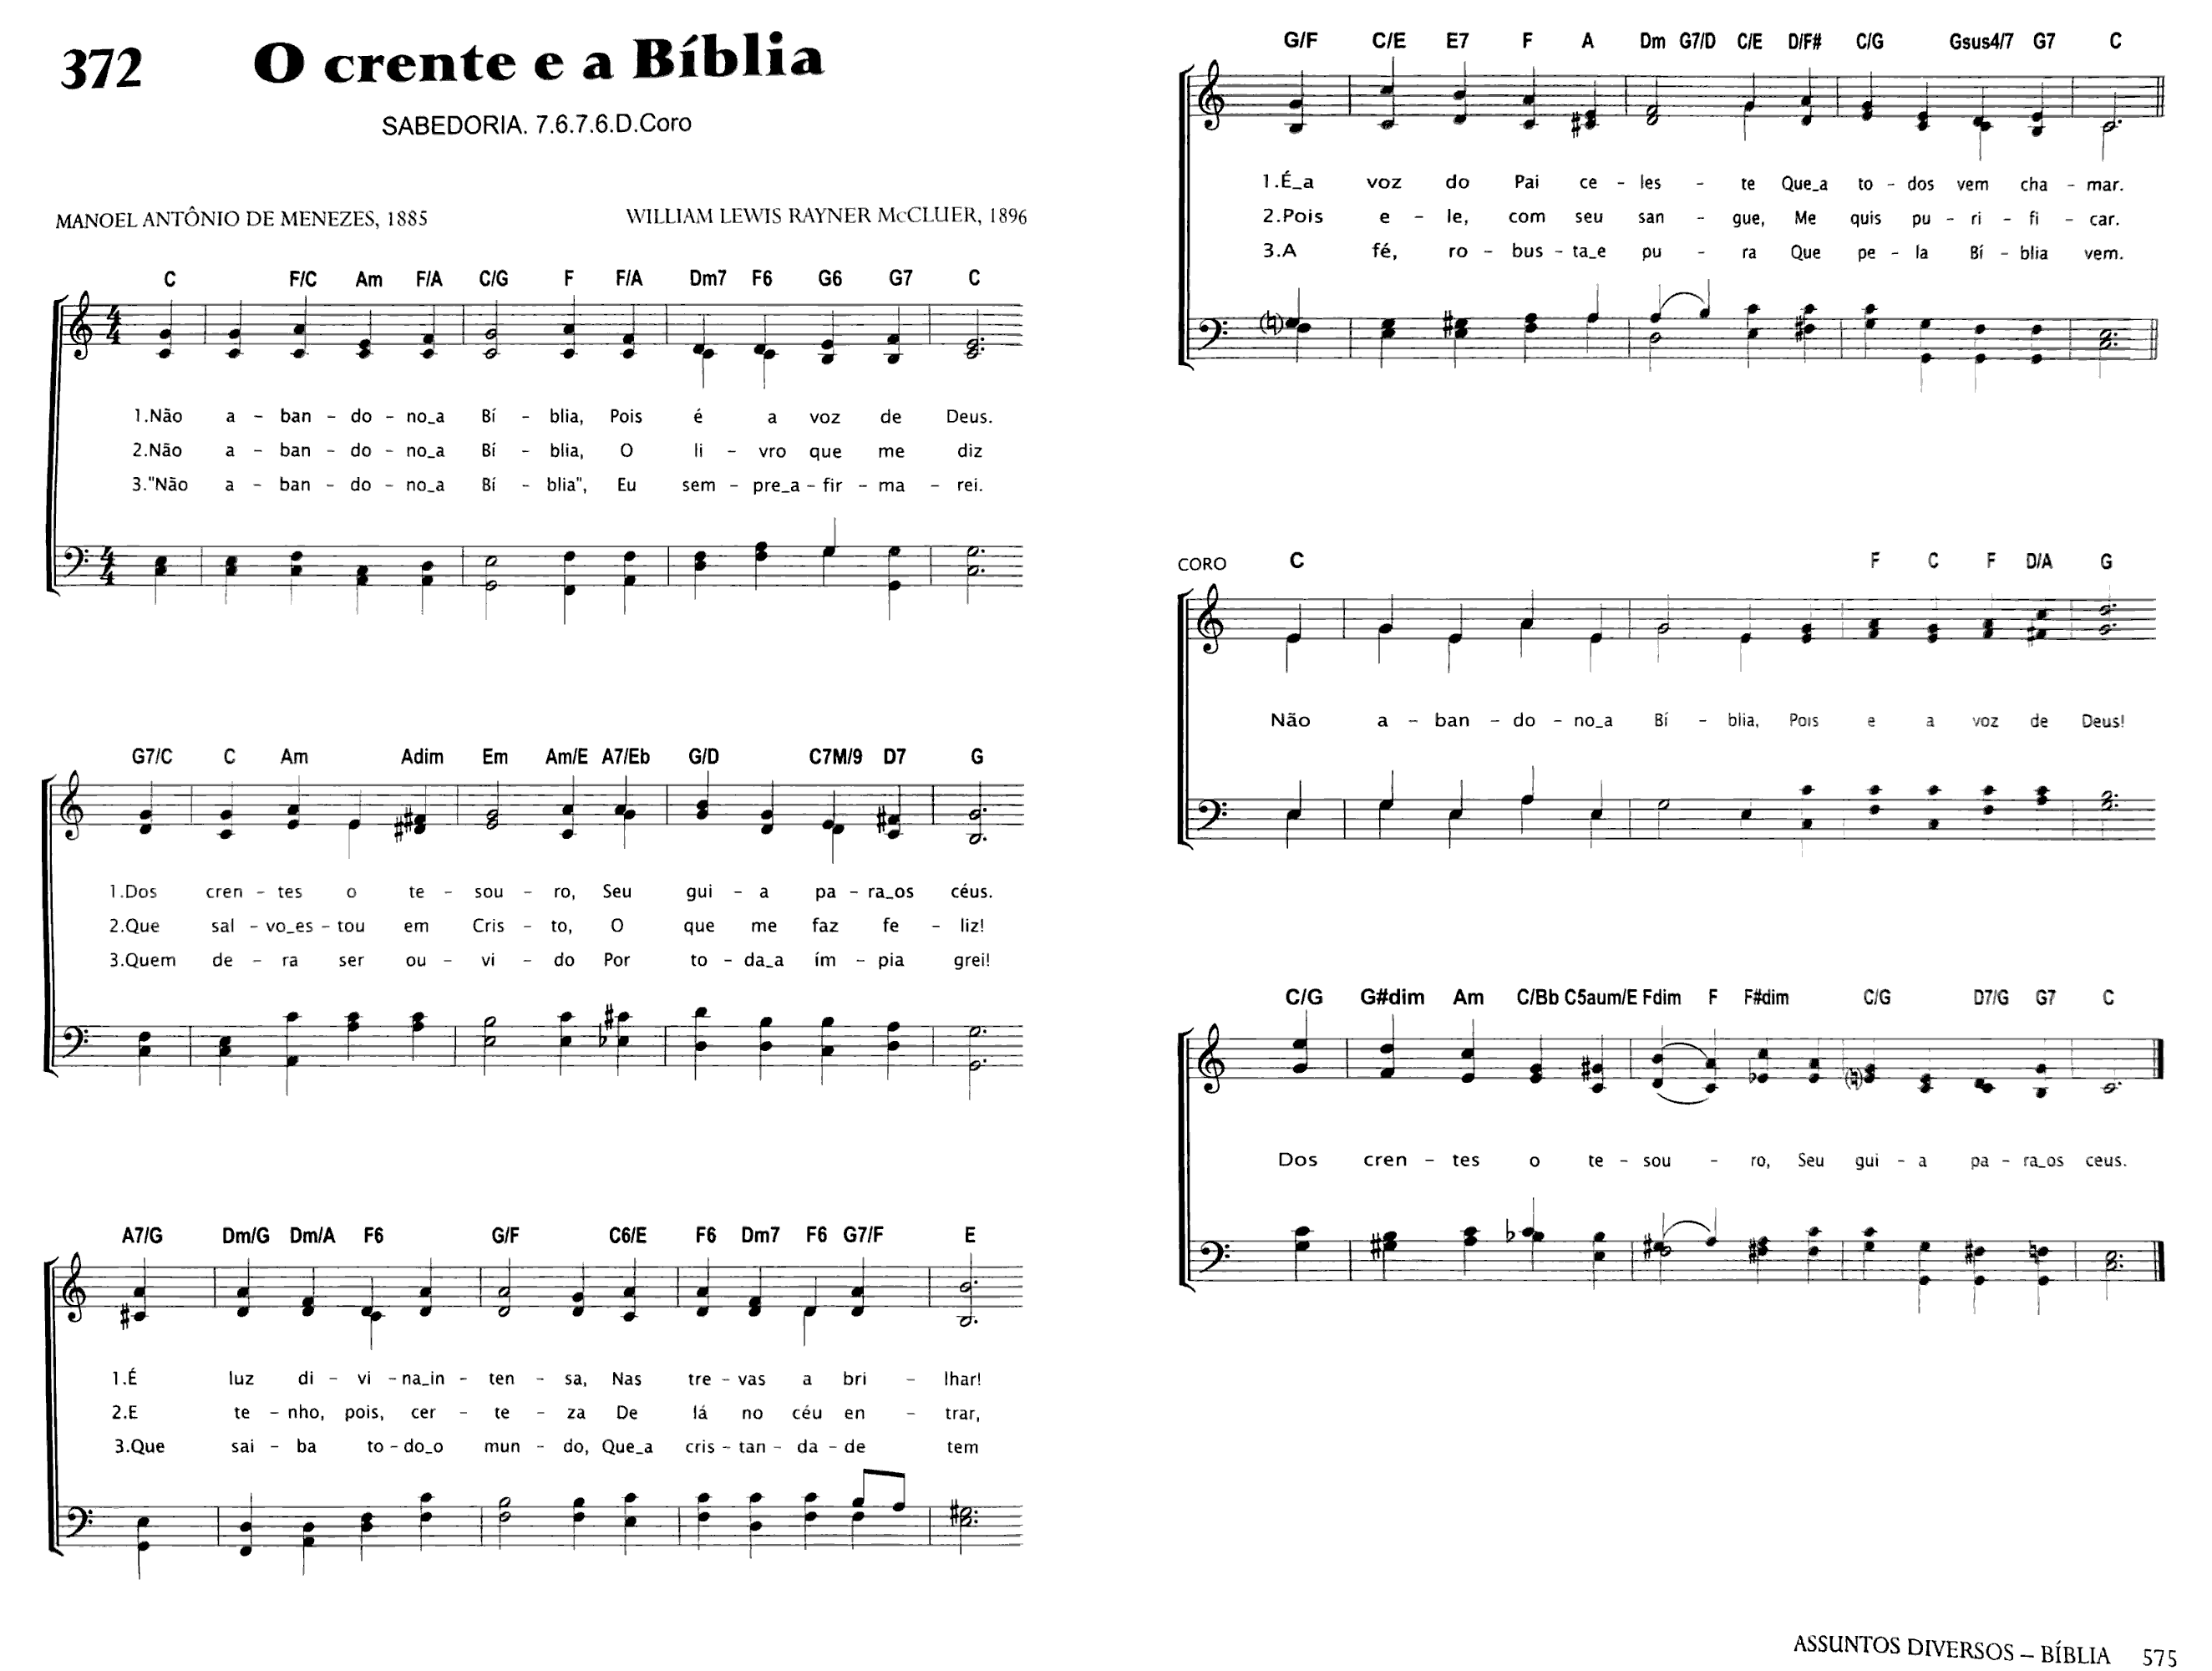 372 O crente e a Bíblia
SABEDORIA. 7.6.7.6.D.Coro
MANOEL ANTÔNIO DE MENEZES, 1885 WILLIAM LEWIS RAYNER McCLUER, 1896
C F/C Am F/A C/G F F/A Dm7 F6 G6 G7 C
4
4
1.Não a - ban - do - no_a Bí - blia, Pois é a voz de Deus.
2.Não a - ban - do - no_a Bí - blia, O li - vro que me diz
3."Não a - ban - do - no_a Bí - blia", Eu sem - pre_a - fir - ma - rei.
4
4
G7/C C Am Adim Em Am/E A7/Eb G/D C7M/9 D7 G
1.Dos cren - tes o te - sou - ro, Seu gui - a pa - ra_os céus.
2.Que sal - vo_es - tou em Cris - to, O que me faz fe - liz!
3.Quem de - ra ser ou - vi - do Por to - da_a ím - pia grei!
A7/G Dm/G Dm/A F6 G/F C6/E F6 Dm7 F6 G7/F E
1.É luz di - vi - na_in - ten - sa, Nas tre - vas a bri - lhar!
2.E te - nho, pois, cer - te - za De lá no céu en - trar,
3.Que sai - ba to - do_o mun - do, Que_a cris - tan - da - de tem
G/F C/E E7 F A Dm G7/D C/E D/F# C/G Gsus4/7 G7 C
1.É_a voz do Pai ce - les - te Que_a to - dos vem cha - mar.
2.Pois e - le, com seu san - gue, Me quis pu - ri - fi - car.
3.A fé, ro - bus - ta_e pu - ra Que pe - la Bí - blia vem.
CORO C F C F D/A G
Não a - ban - do - no_a Bí - blia, Pois e a voz de Deus!
C/G G#dim Am C/Bb C5aum/E Fdim F F#dim C/G D7/G G7 C
Dos cren - tes o te - sou - ro, Seu gui - a pa - ra_os ceus.
ASSUNTOS DIVERSOS – BÍBLIA 575